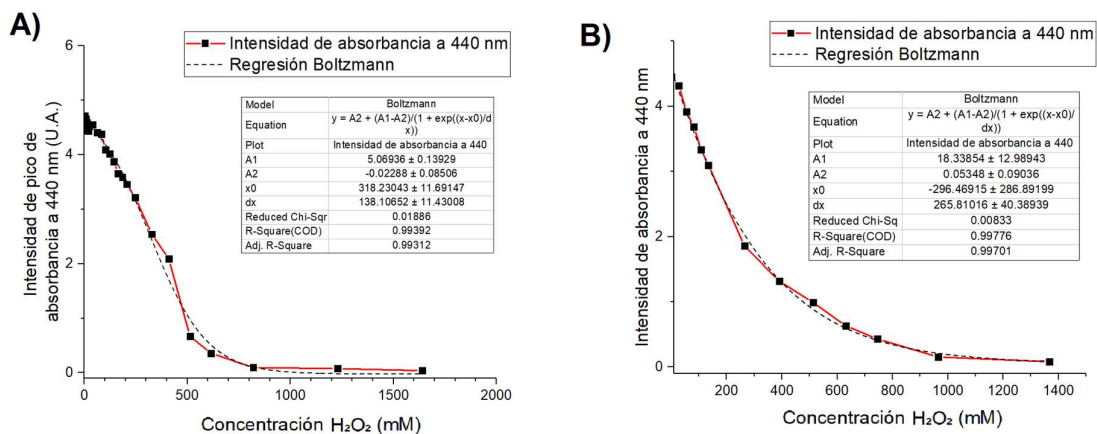 A)
Intensidad de absorbancia a 440 nm
Regresión Boltzmann
Intensidad de pico de
absorbancia a 440 nm (U.A.)
6
4
2
0
Model Boltzmann
Equation y = A2 + (A1-A2)/(1 + exp((x-x0)/d
x))
Plot Intensidad de absorbancia a 440
A1 5.06936 ± 0.13929
A2 -0.02288 ± 0.08506
x0 318.23043 ± 11.69147
dx 138.10652 ± 11.43008
Reduced Chi-Sqr 0.01886
R-Square(COD) 0.99392
Adj. R-Square 0.99312
0 500 1000 1500 2000
Concentración H₂O₂ (mM)
B)
Intensidad de absorbancia a 440 nm
Regresión Boltzmann
Intensidad de absorbancia a 440 nm
4
2
0
Model Boltzmann
Equation y = A2 + (A1-A2)/(1 + exp((x-x0)/
dx))
Plot Intensidad de absorbancia a 440
A1 18.33854 ± 12.98943
A2 0.05348 ± 0.09036
x0 -296.46915 ± 286.89199
dx 265.81016 ± 40.38939
Reduced Chi-Sq 0.00833
R-Square(COD) 0.99776
Adj. R-Square 0.99701
200 400 600 800 1000 1200 1400
Concentración H₂O₂ (mM)